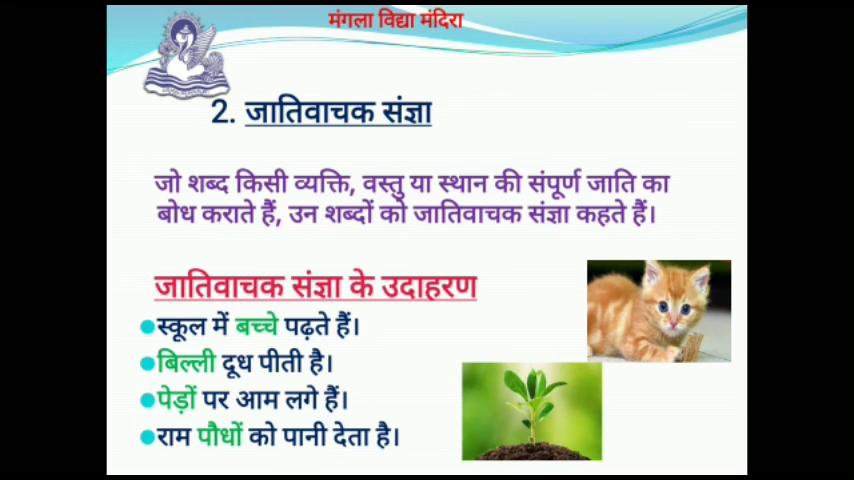 मंगला विद्या मंदिरा
2. जातिवाचक संज्ञा
जो शब्द किसी व्यक्ति, वस्तु या स्थान की संपूर्ण जाति का
बोध कराते हैं, उन शब्दों को जातिवाचक संज्ञा कहते हैं।
जातिवाचक संज्ञा के उदाहरण
स्कूल में बच्चे पढ़ते हैं।
बिल्ली दूध पीती है।
पेड़ों पर आम लगे हैं।
राम पौधों को पानी देता है।